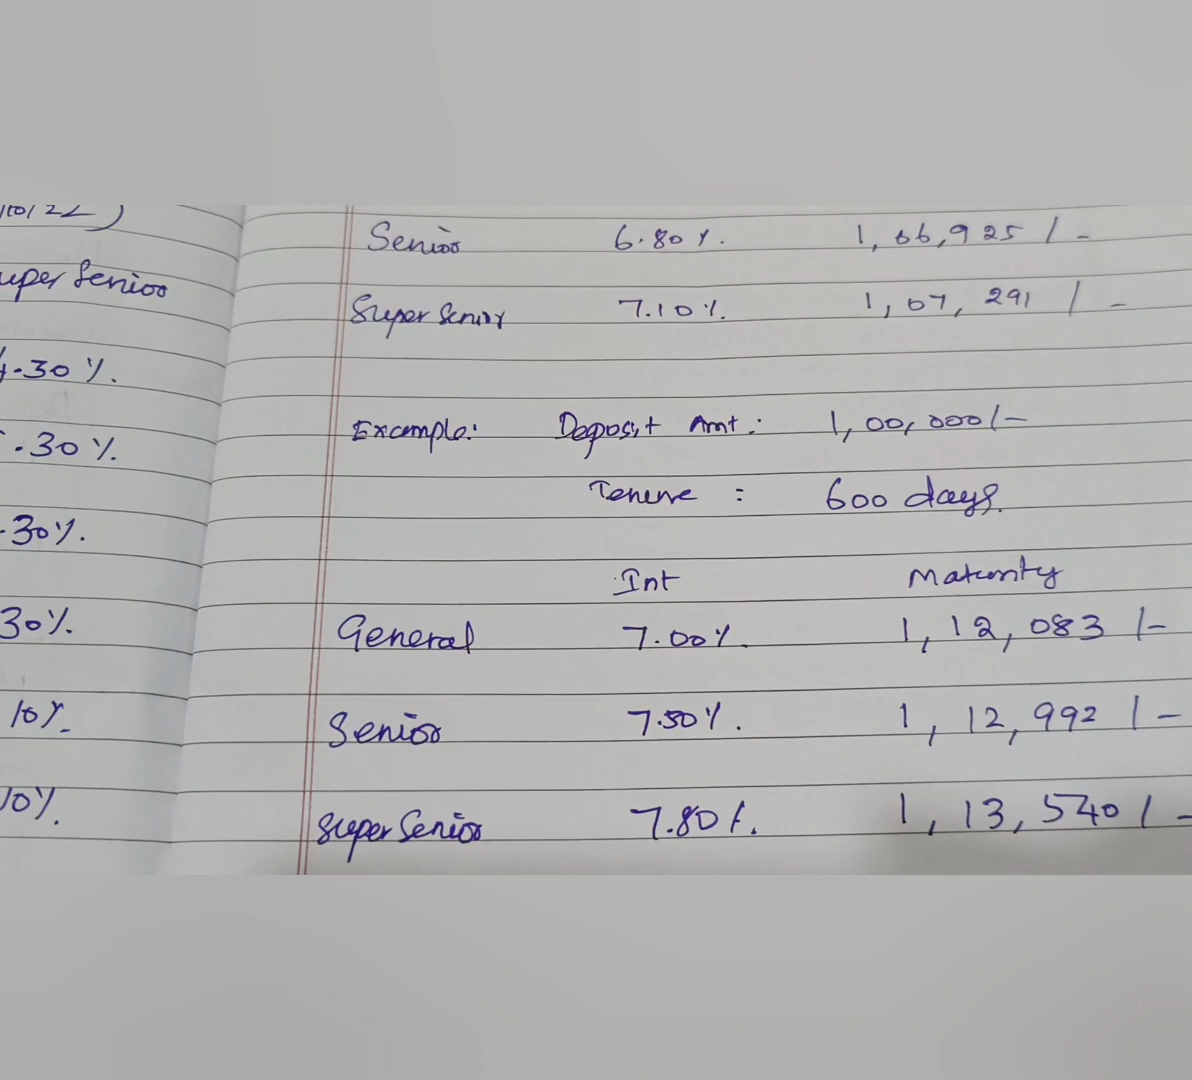 10/22)
uper Senior
4.30%.
.30%.
.30%.
30%.
10%
10%.
Senior 6.80%. 1,06,925/-
Super Senior 7.10%. 1,07,291/-
Example: Deposit Amt: 1,00,000/-
Tenure : 600 days.
Int Maturity
General 7.00%. 1,12,083/-
Senior 7.50%. 1,12,992/-
Super Senior 7.80%. 1,13,540/-